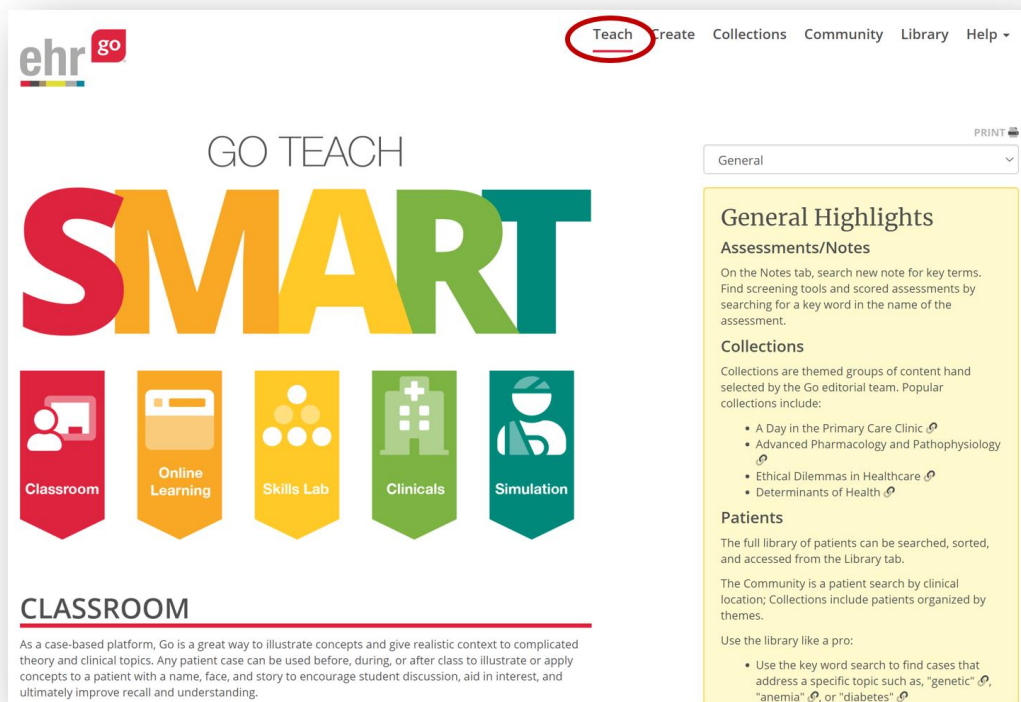 ehr go
Teach Create Collections Community Library Help
GO TEACH
SMART
Classroom
Online
Learning
Skills Lab
Clinicals
Simulation
CLASSROOM
As a case-based platform, Go is a great way to illustrate concepts and give realistic context to complicated
theory and clinical topics. Any patient case can be used before, during, or after class to illustrate or apply
concepts to a patient with a name, face, and story to encourage student discussion, aid in interest, and
ultimately improve recall and understanding.
PRINT
General
General Highlights
Assessments/Notes
On the Notes tab, search new note for key terms.
Find screening tools and scored assessments by
searching for a key word in the name of the
assessment.
Collections
Collections are themed groups of content hand
selected by the Go editorial team. Popular
collections include:
• A Day in the Primary Care Clinic
• Advanced Pharmacology and Pathophysiology
• Ethical Dilemmas in Healthcare
• Determinants of Health
Patients
The full library of patients can be searched, sorted,
and accessed from the Library tab.
The Community is a patient search by clinical
location; Collections include patients organized by
themes.
Use the library like a pro:
• Use the key word search to find cases that
address a specific topic such as, "genetic" ,
"anemia" , or "diabetes"